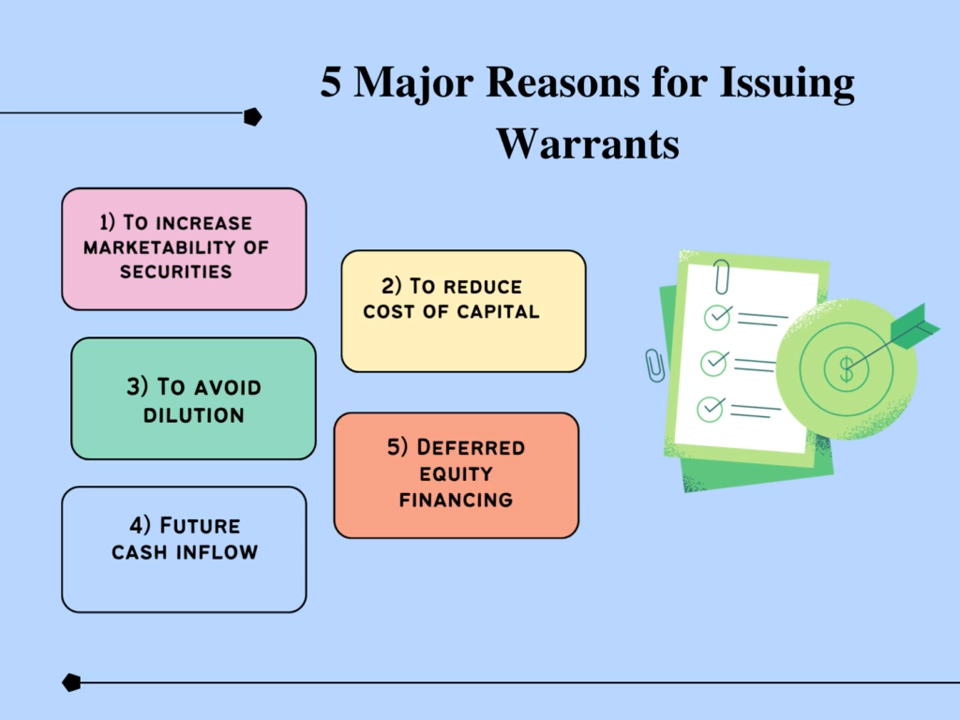 5 Major Reasons for Issuing
Warrants
1) To increase
marketability of
securities
2) To reduce
cost of capital
3) To avoid
dilution
4) Future
cash inflow
5) Deferred
equity
financing
$